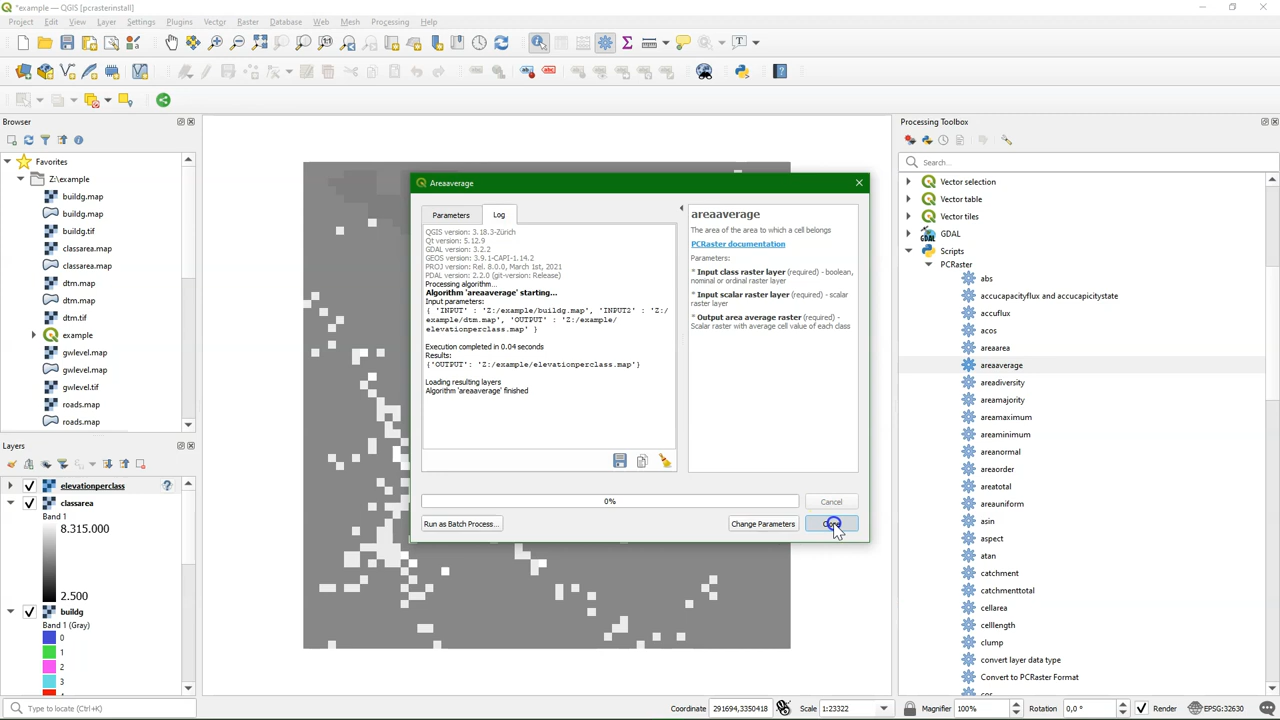 *example — QGIS [pcrasterinstall]
Project Edit View Layer Settings Plugins Vector Raster Database Web Mesh Processing Help
Browser
Favorites
Z:\example
buildg.map
buildg.map
buildg.tif
classarea.map
classarea.map
dtm.map
dtm.map
dtm.tif
example
gwlevel.map
gwlevel.map
gwlevel.tif
roads.map
roads.map
Layers
elevationperclass
classarea
Band 1
8.315.000
2.500
buildg
Band 1 (Gray)
0
1
2
3
Areaaverage
Parameters Log
QGIS version: 3.18.3-Zürich
Qt version: 5.12.9
GDAL version: 3.2.2
GEOS version: 3.9.1-CAPI-1.14.2
PROJ version: Rel. 8.0.0, March 1st, 2021
PDAL version: 2.2.0 (git-version: Release)
Processing algorithm…
Algorithm 'areaaverage' starting…
Input parameters:
{ 'INPUT' : 'Z:/example/buildg.map', 'INPUT2' : 'Z:/
example/dtm.map', 'OUTPUT' : 'Z:/example/
elevationperclass.map' }
Execution completed in 0.04 seconds
Results:
{'OUTPUT': 'Z:/example/elevationperclass.map'}
Loading resulting layers
Algorithm 'areaaverage' finished
areaaverage
The area of the area to which a cell belongs
PCRaster documentation
Parameters:
* Input class raster layer (required) - boolean,
nominal or ordinal raster layer
* Input scalar raster layer (required) - scalar
raster layer
* Output area average raster (required) -
Scalar raster with average cell value of each class
0%
Cancel
Run as Batch Process…
Change Parameters
Processing Toolbox
Search…
Vector selection
Vector table
Vector tiles
GDAL
Scripts
PCRaster
abs
accucapacityflux and accucapicitystate
accuflux
acos
areaarea
areaaverage
areadiversity
areamajority
areamaximum
areaminimum
areanormal
areaorder
areatotal
areauniform
asin
aspect
atan
catchment
catchmenttotal
cellarea
celllength
clump
convert layer data type
Convert to PCRaster Format
cos
Type to locate (Ctrl+K)
Coordinate 291694,3350418 Scale 1:23322 Magnifier 100% Rotation 0,0 ° Render EPSG:32630